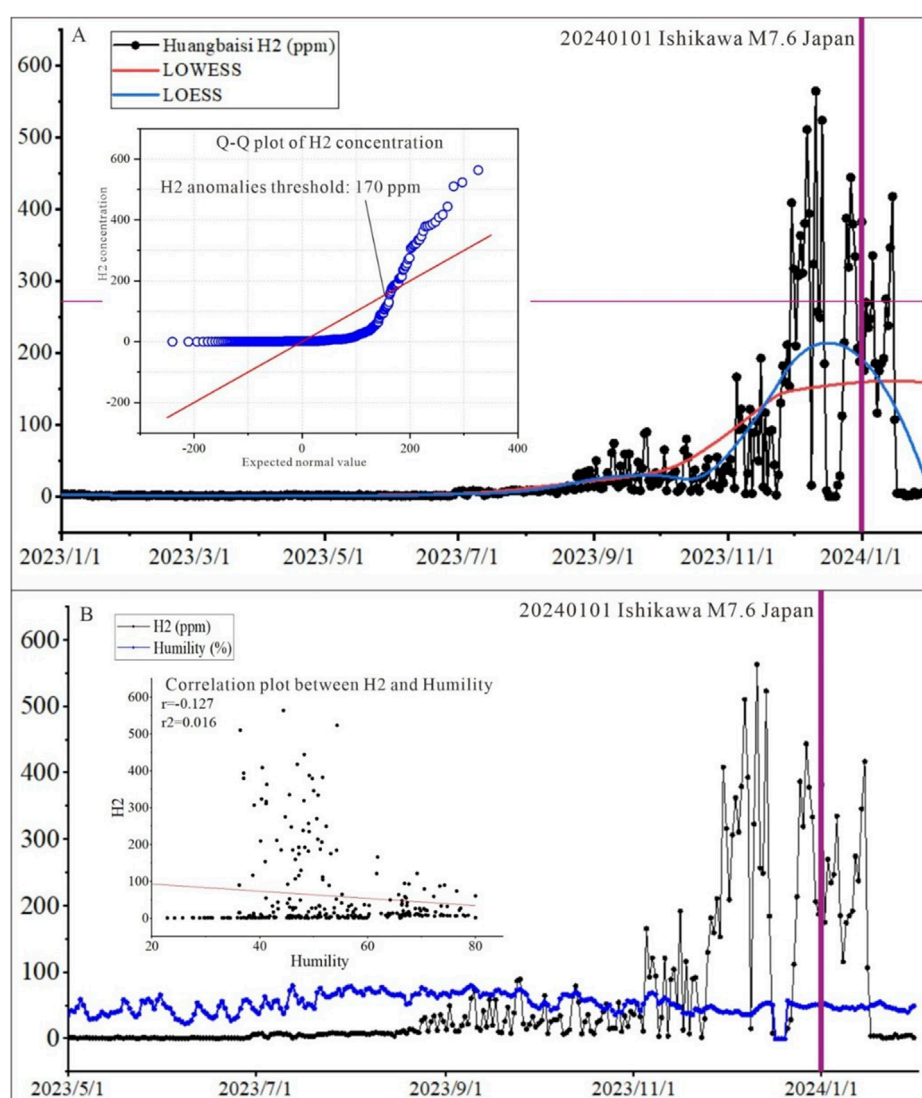 A
Huangbaisi H2 (ppm)
LOWESS
LOESS
20240101 Ishikawa M7.6 Japan
600
500
400
300
200
100
0
Q-Q plot of H2 concentration
H2 anomalies threshold: 170 ppm
H2 concentration
600
400
200
0
-200
-200
0
200
400
Expected normal value
2023/1/1
2023/3/1
2023/5/1
2023/7/1
2023/9/1
2023/11/1
2024/1/1
B
H2 (ppm)
Humility (%)
20240101 Ishikawa M7.6 Japan
600
500
400
300
200
100
0
Correlation plot between H2 and Humility
r=-0.127
r2=0.016
H2
600
500
400
300
200
100
0
20
40
60
80
Humility
2023/5/1
2023/7/1
2023/9/1
2023/11/1
2024/1/1